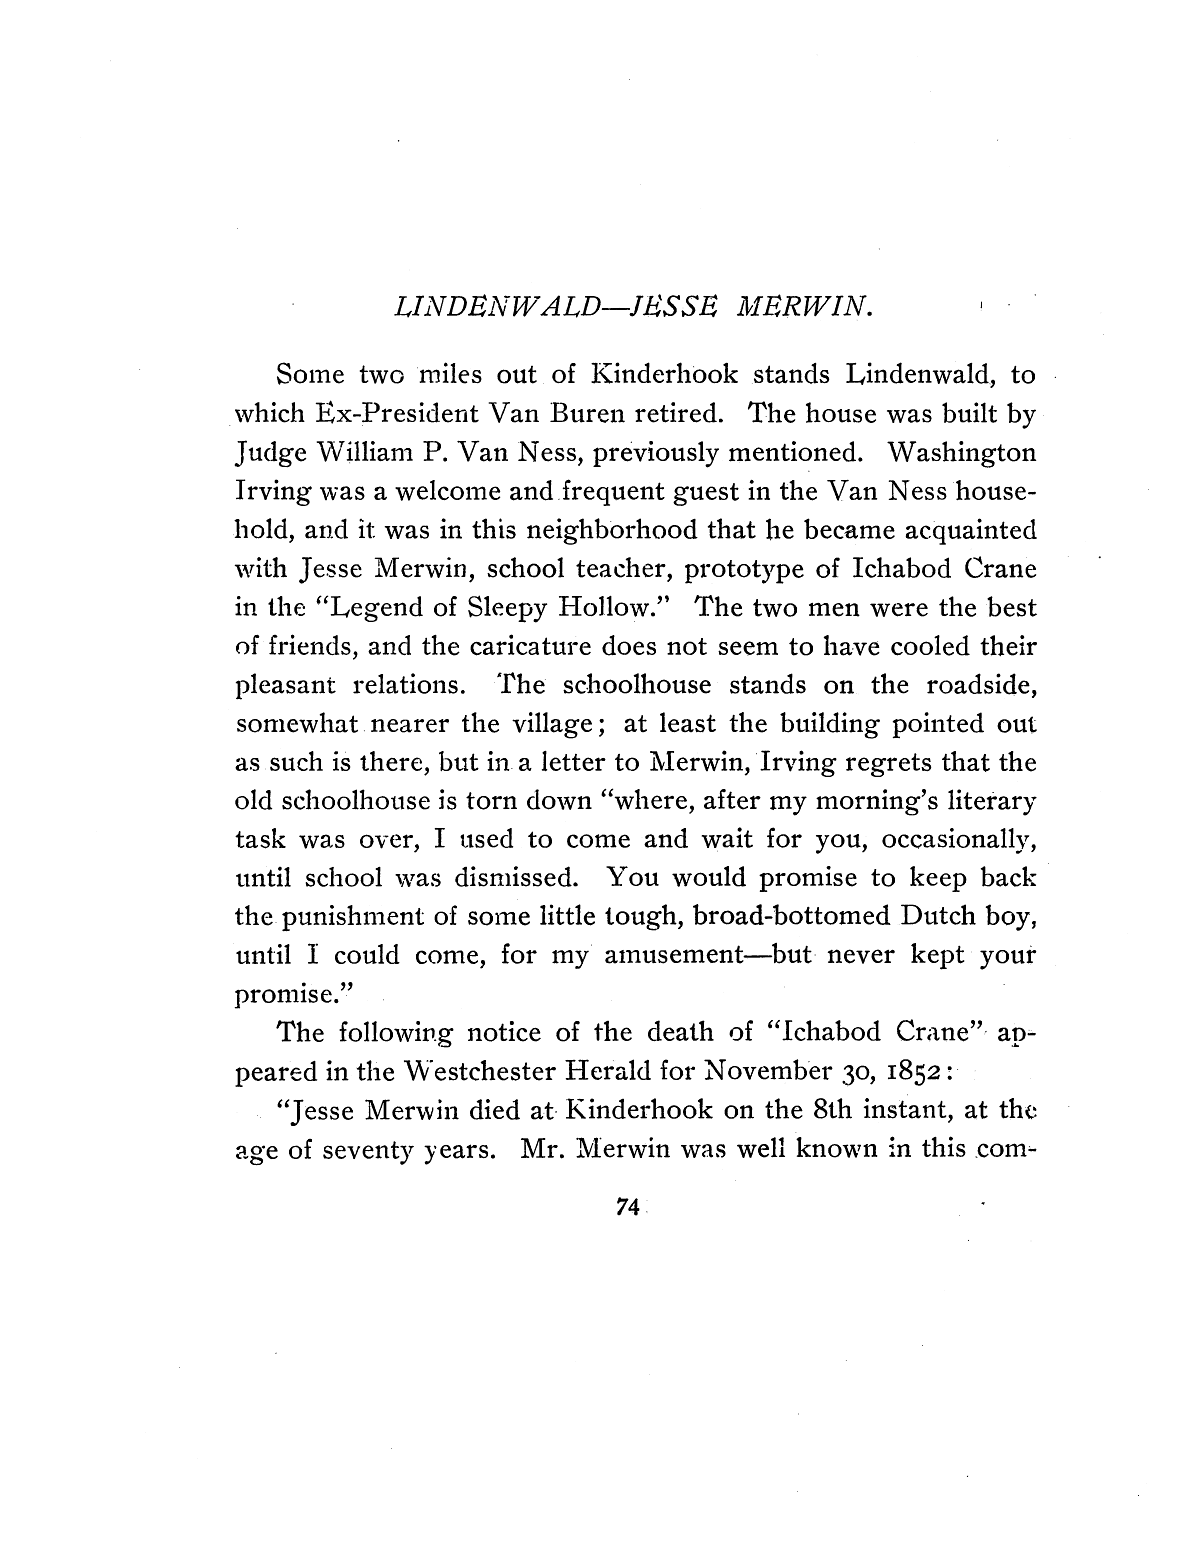 LINDENWALD—JESSE MERWIN.
Some two miles out of Kinderhook stands Lindenwald, to
which Ex-President Van Buren retired. The house was built by
Judge William P. Van Ness, previously mentioned. Washington
Irving was a welcome and frequent guest in the Van Ness house-
hold, and it was in this neighborhood that he became acquainted
with Jesse Merwin, school teacher, prototype of Ichabod Crane
in the “Legend of Sleepy Hollow.” The two men were the best
of friends, and the caricature does not seem to have cooled their
pleasant relations. The schoolhouse stands on the roadside,
somewhat nearer the village; at least the building pointed out
as such is there, but in a letter to Merwin, Irving regrets that the
old schoolhouse is torn down “where, after my morning’s literary
task was over, I used to come and wait for you, occasionally,
until school was dismissed. You would promise to keep back
the punishment of some little tough, broad-bottomed Dutch boy,
until I could come, for my amusement—but never kept your
promise.”
The following notice of the death of “Ichabod Crane” ap-
peared in the Westchester Herald for November 30, 1852:
“Jesse Merwin died at Kinderhook on the 8th instant, at the
age of seventy years. Mr. Merwin was well known in this com-
74